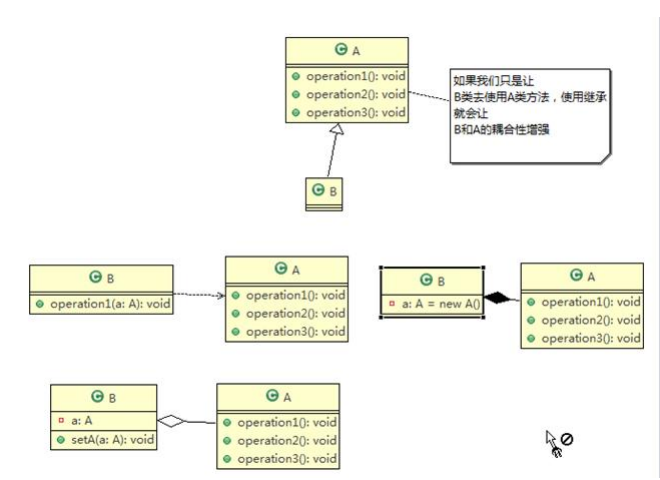 A
operation1(): void
operation2(): void
operation3(): void
如果我们只是让
B类去使用A类方法，使用继承
就会让
B和A的耦合性增强
B
B
operation1(a: A): void
A
operation1(): void
operation2(): void
operation3(): void
B
a: A = new A()
A
operation1(): void
operation2(): void
operation3(): void
B
a: A
setA(a: A): void
A
operation1(): void
operation2(): void
operation3(): void